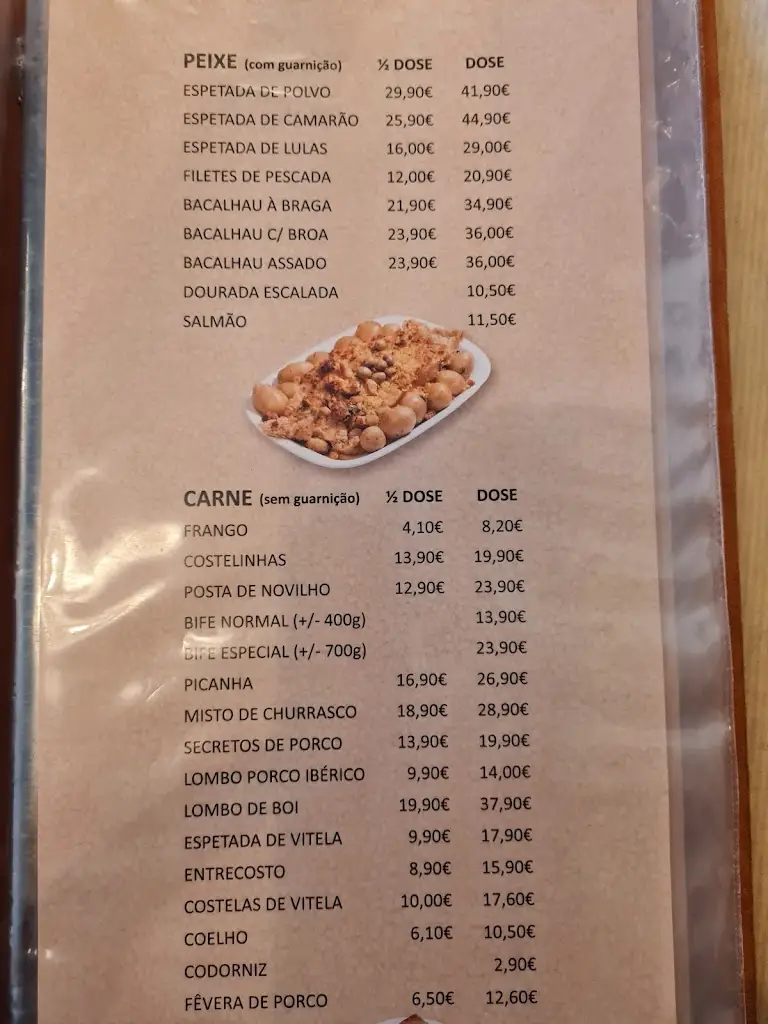 PEIXE (com guarnição) ½ DOSE DOSE
ESPETADA DE POLVO 29,90€ 41,90€
ESPETADA DE CAMARÃO 25,90€ 44,90€
ESPETADA DE LULAS 16,00€ 29,00€
FILETES DE PESCADA 12,00€ 20,90€
BACALHAU À BRAGA 21,90€ 34,90€
BACALHAU C/ BROA 23,90€ 36,00€
BACALHAU ASSADO 23,90€ 36,00€
DOURADA ESCALADA 10,50€
SALMÃO 11,50€
CARNE (sem guarnição) ½ DOSE DOSE
FRANGO 4,10€ 8,20€
COSTELINHAS 13,90€ 19,90€
POSTA DE NOVILHO 12,90€ 23,90€
BIFE NORMAL (+/- 400g) 13,90€
BIFE ESPECIAL (+/- 700g) 23,90€
PICANHA 16,90€ 26,90€
MISTO DE CHURRASCO 18,90€ 28,90€
SECRETOS DE PORCO 13,90€ 19,90€
LOMBO PORCO IBÉRICO 9,90€ 14,00€
LOMBO DE BOI 19,90€ 37,90€
ESPETADA DE VITELA 9,90€ 17,90€
ENTRECOSTO 8,90€ 15,90€
COSTELAS DE VITELA 10,00€ 17,60€
COELHO 6,10€ 10,50€
CODORNIZ 2,90€
FÊVERA DE PORCO 6,50€ 12,60€